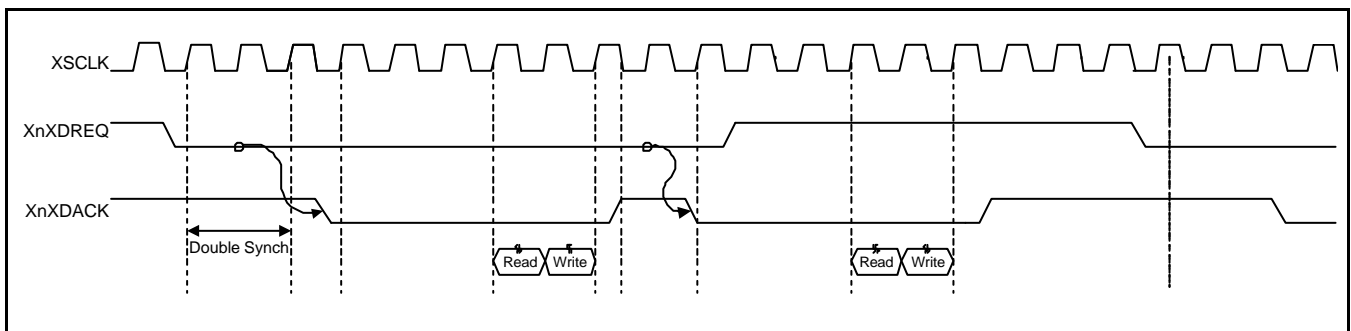 XSCLK
XnXDREQ
XnXDACK
Double Synch
Read Write Read Write